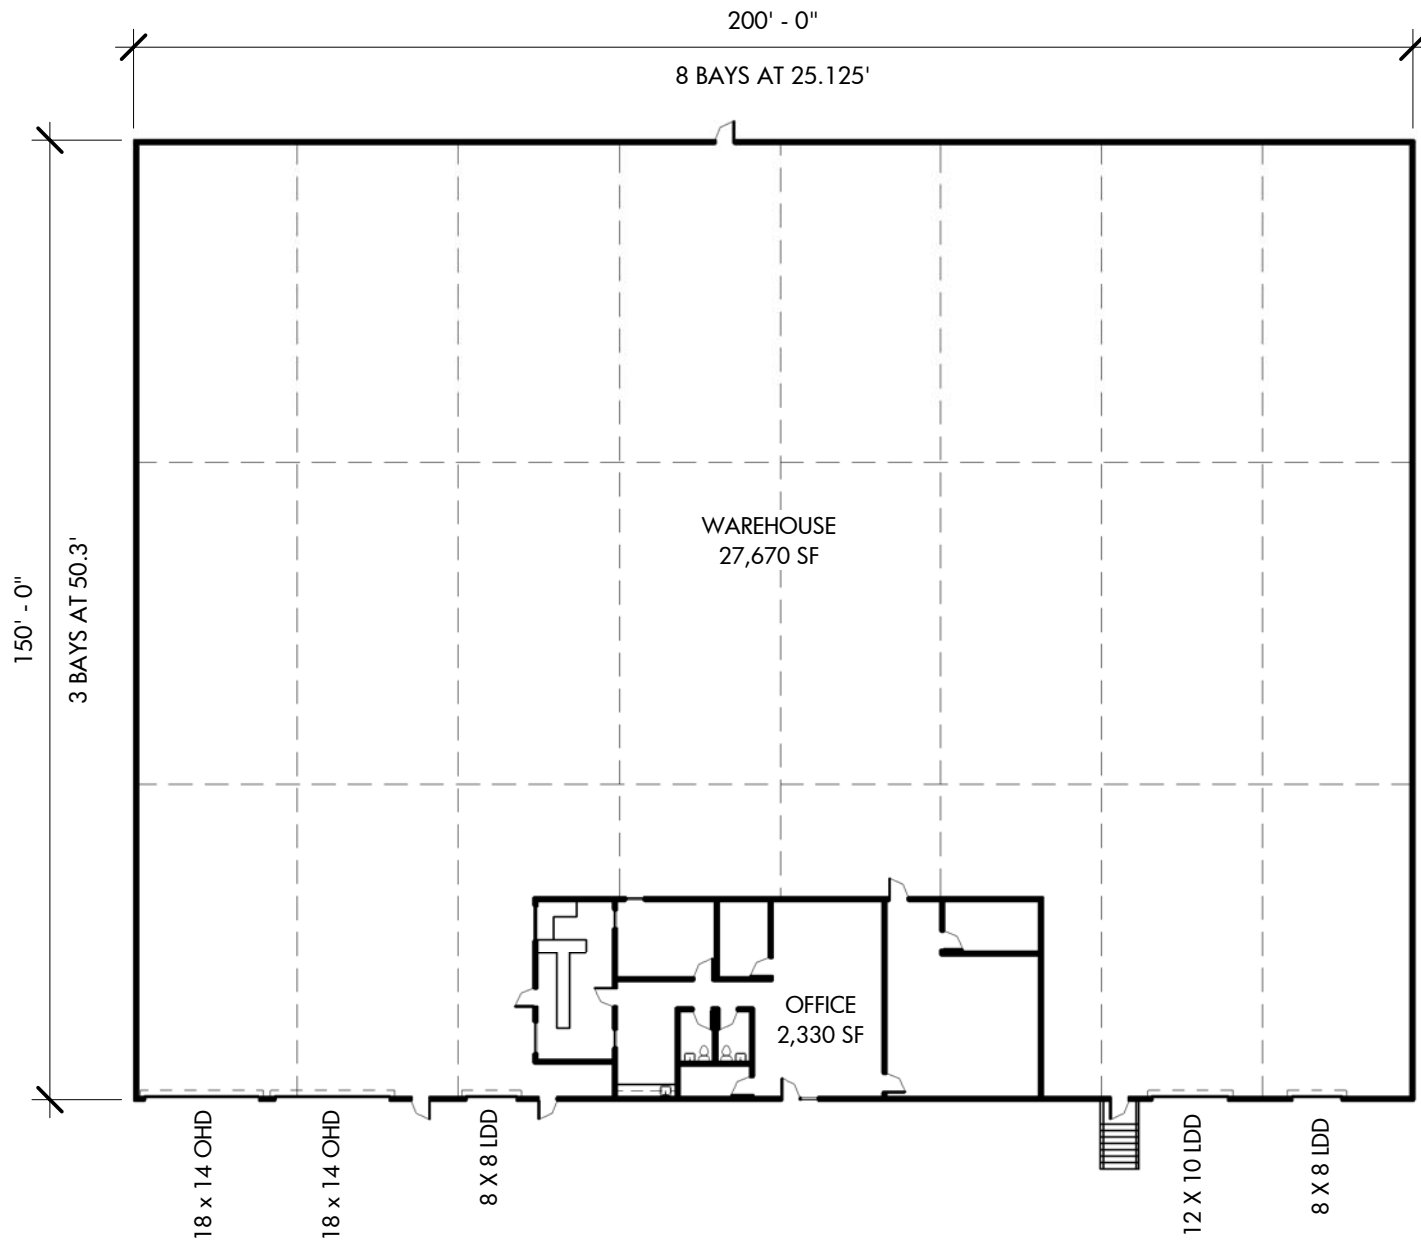 200' - 0"
8 BAYS AT 25.125'
150' - 0"
3 BAYS AT 50.3'
WAREHOUSE
27,670 SF
OFFICE
2,330 SF
18 x 14 OHD
18 x 14 OHD
8 X 8 LDD
12 X 10 LDD
8 X 8 LDD